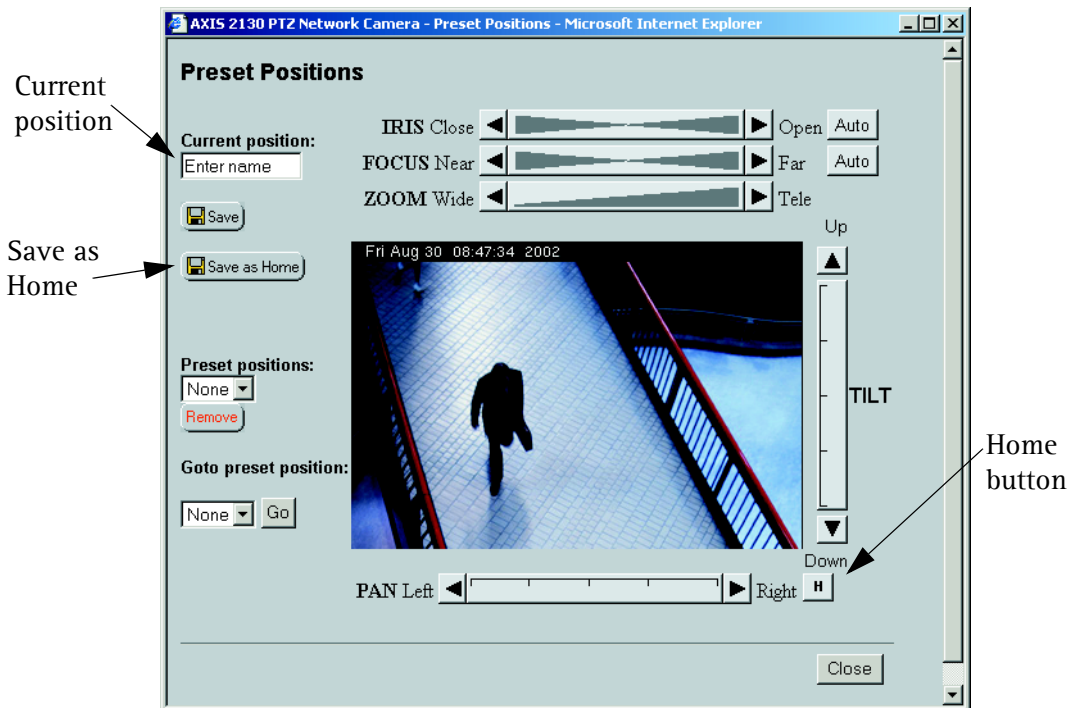 AXIS 2130 PTZ Network Camera - Preset Positions - Microsoft Internet Explorer
Preset Positions
Current
position
Current position:
Enter name
IRIS Close
Open
Auto
FOCUS Near
Far
Auto
ZOOM Wide
Tele
Save
Save as
Home
Save as Home
Up
Fri Aug 30 08:47:34 2002
Preset positions:
None
Remove
TILT
Goto preset position:
None
Go
Home
button
Down
PAN Left
Right
H
Close